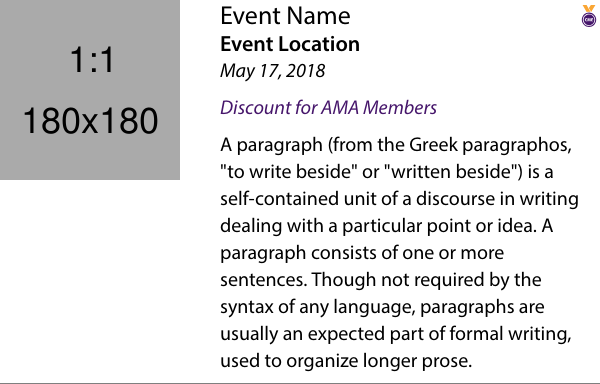 1:1
180x180
Event Name
Event Location
May 17, 2018
Discount for AMA Members
A paragraph (from the Greek paragraphos,
"to write beside" or "written beside") is a
self-contained unit of a discourse in writing
dealing with a particular point or idea. A
paragraph consists of one or more
sentences. Though not required by the
syntax of any language, paragraphs are
usually an expected part of formal writing,
used to organize longer prose.